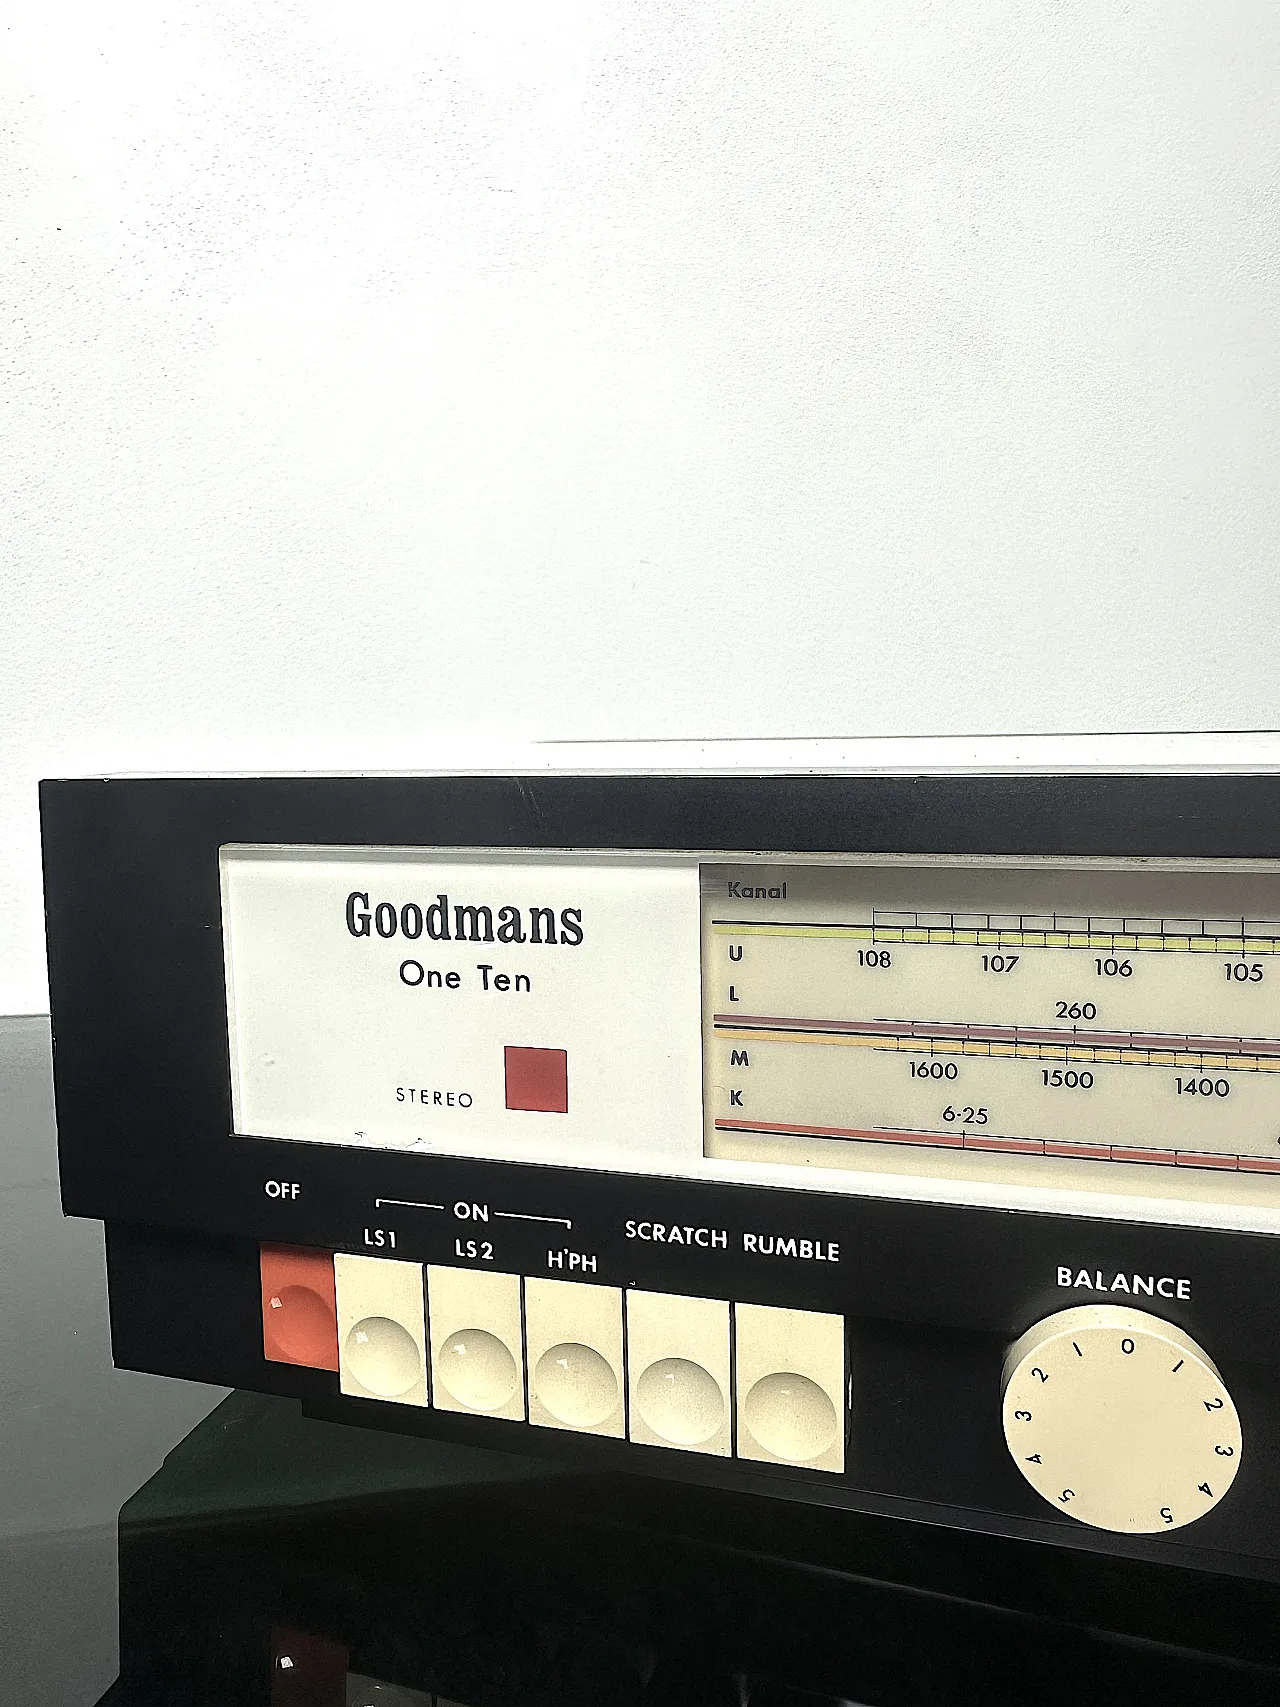 Goodmans
One Ten
STEREO
Kanal
U 108 107 106 105
L 260
M 1600 1500 1400
K 6·25
OFF
ON
LS1 LS2 H'PH
SCRATCH RUMBLE
BALANCE
5 4 3 2 1 0 1 2 3 4 5